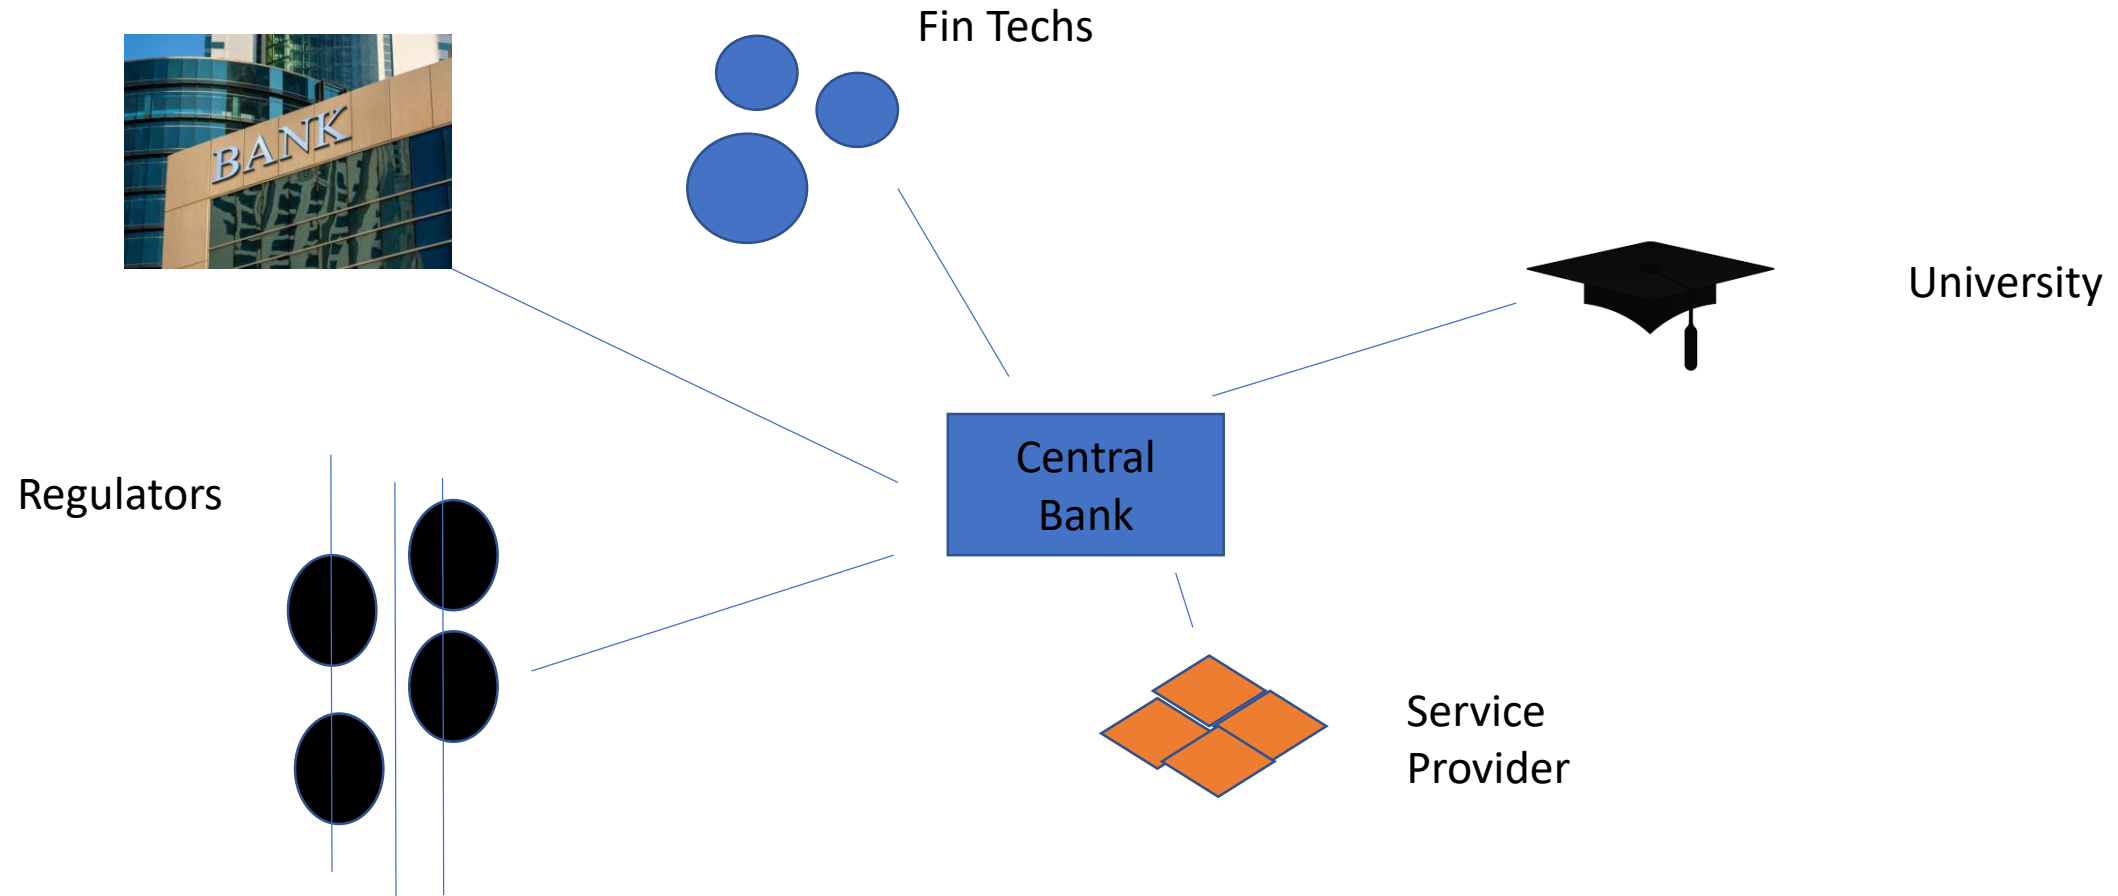 Fin Techs
BANK
University
Central
Bank
Regulators
Service
Provider